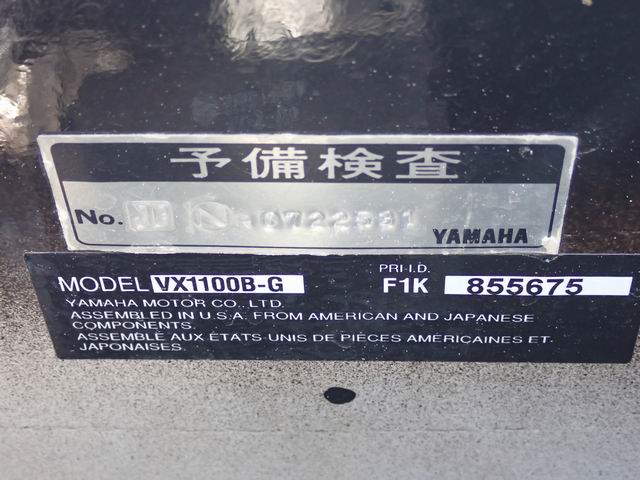 予備検査
No.
YAMAHA
MODEL VX1100B-G
PRI-I.D. F1K 855675
YAMAHA MOTOR CO., LTD.
ASSEMBLED IN U.S.A. FROM AMERICAN AND JAPANESE
COMPONENTS.
ASSEMBLÉ AUX ÉTATS-UNIS DE PIÈCES AMÉRICAINES ET
JAPONAISES.